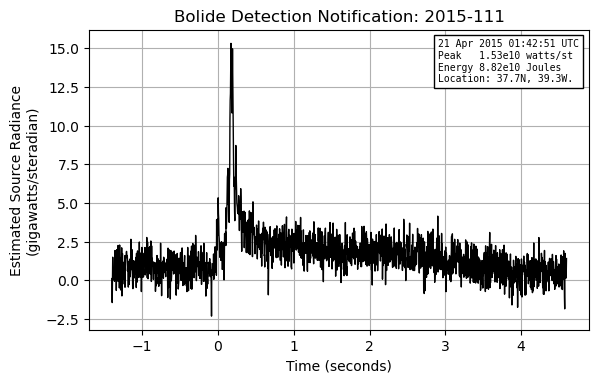 Bolide Detection Notification: 2015-111
21 Apr 2015 01:42:51 UTC
Peak   1.53e10 watts/st
Energy 8.82e10 Joules
Location: 37.7N, 39.3W.
Estimated Source Radiance
(gigawatts/steradian)
15.0
12.5
10.0
7.5
5.0
2.5
0.0
−2.5
−1 0 1 2 3 4
Time (seconds)